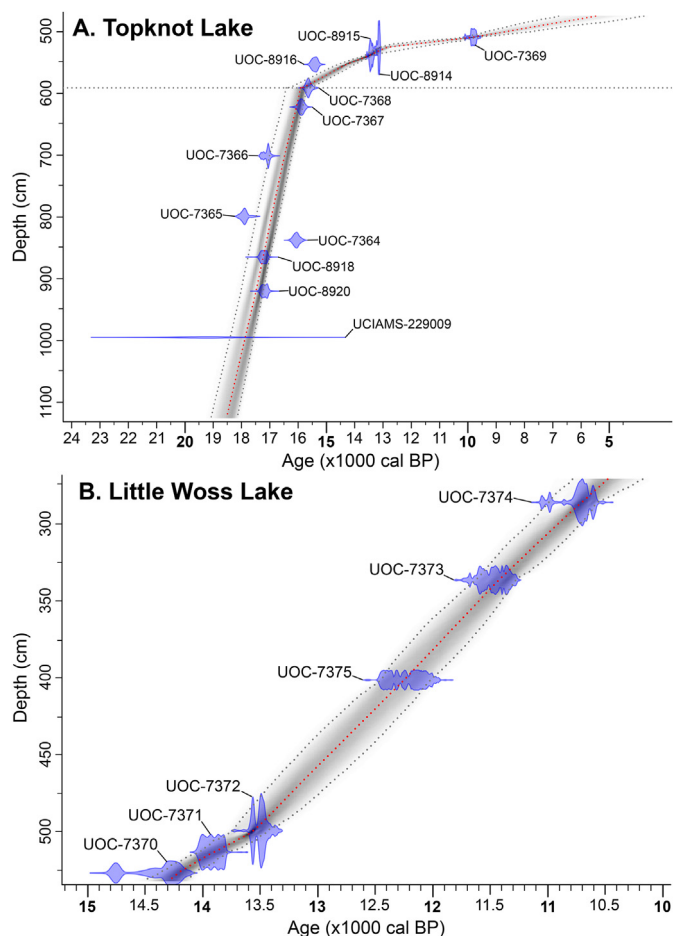 A. Topknot Lake
UOC-8915
UOC-8916
UOC-8914
UOC-7369
UOC-7368
UOC-7367
UOC-7366
UOC-7365
UOC-7364
UOC-8918
UOC-8920
UCIAMS-229009
Depth (cm)
500
600
700
800
900
1000
1100
24 23 22 21 20 19 18 17 16 15 14 13 12 11 10 9 8 7 6 5 4
Age (x1000 cal BP)
B. Little Woss Lake
UOC-7374
UOC-7373
UOC-7375
UOC-7372
UOC-7371
UOC-7370
Depth (cm)
300
350
400
450
500
15 14.5 14 13.5 13 12.5 12 11.5 11 10.5 10
Age (x1000 cal BP)